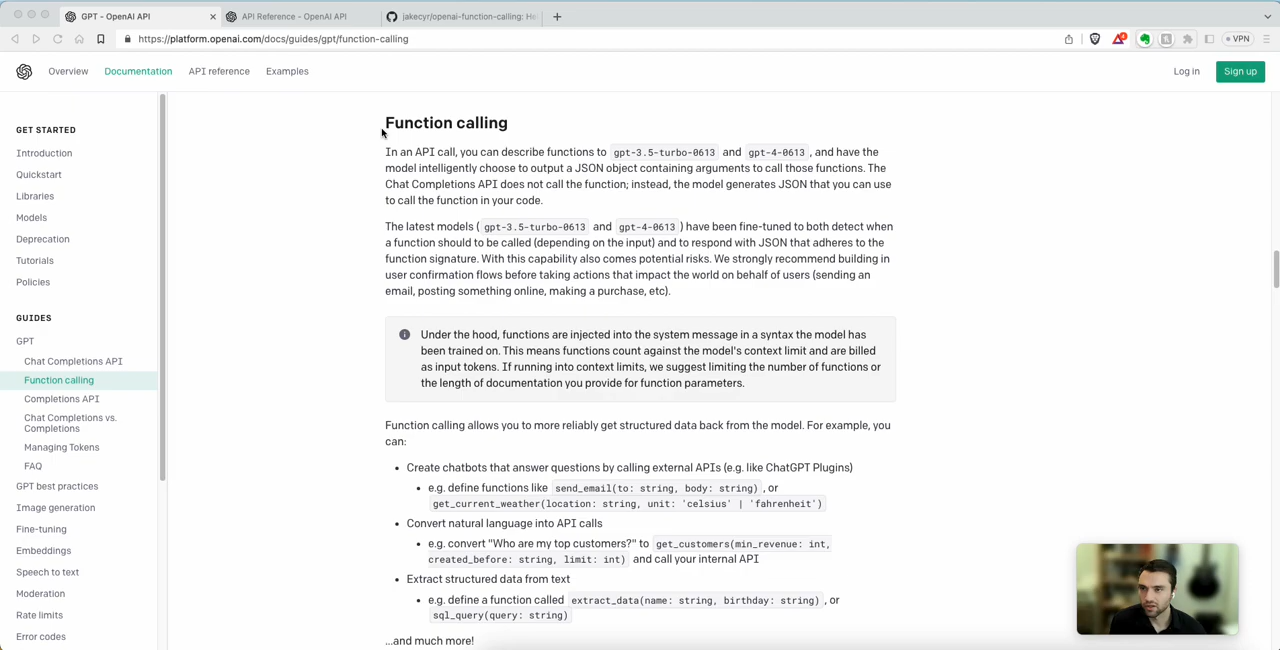 GPT - OpenAI API
API Reference - OpenAI API
jakecyr/openai-function-calling: He
https://platform.openai.com/docs/guides/gpt/function-calling
VPN
Overview
Documentation
API reference
Examples
Log in
Sign up
GET STARTED
Introduction
Quickstart
Libraries
Models
Deprecation
Tutorials
Policies
GUIDES
GPT
Chat Completions API
Function calling
Completions API
Chat Completions vs.
Completions
Managing Tokens
FAQ
GPT best practices
Image generation
Fine-tuning
Embeddings
Speech to text
Moderation
Rate limits
Error codes
Function calling
In an API call, you can describe functions to gpt-3.5-turbo-0613 and gpt-4-0613 , and have the
model intelligently choose to output a JSON object containing arguments to call those functions. The
Chat Completions API does not call the function; instead, the model generates JSON that you can use
to call the function in your code.
The latest models ( gpt-3.5-turbo-0613 and gpt-4-0613 ) have been fine-tuned to both detect when
a function should to be called (depending on the input) and to respond with JSON that adheres to the
function signature. With this capability also comes potential risks. We strongly recommend building in
user confirmation flows before taking actions that impact the world on behalf of users (sending an
email, posting something online, making a purchase, etc).
Under the hood, functions are injected into the system message in a syntax the model has
been trained on. This means functions count against the model's context limit and are billed
as input tokens. If running into context limits, we suggest limiting the number of functions or
the length of documentation you provide for function parameters.
Function calling allows you to more reliably get structured data back from the model. For example, you
can:
• Create chatbots that answer questions by calling external APIs (e.g. like ChatGPT Plugins)
• e.g. define functions like send_email(to: string, body: string) , or
get_current_weather(location: string, unit: 'celsius' | 'fahrenheit')
• Convert natural language into API calls
• e.g. convert "Who are my top customers?" to get_customers(min_revenue: int,
created_before: string, limit: int) and call your internal API
• Extract structured data from text
• e.g. define a function called extract_data(name: string, birthday: string) , or
sql_query(query: string)
...and much more!